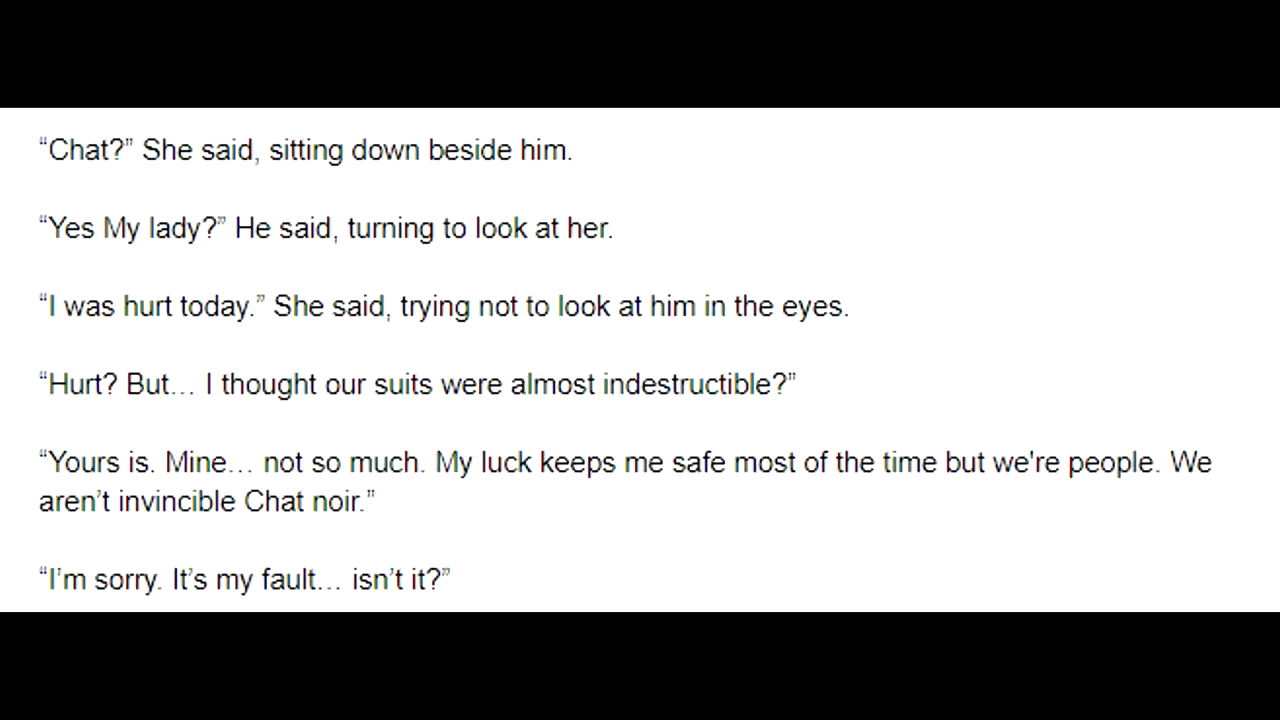 “Chat?” She said, sitting down beside him.
“Yes My lady?” He said, turning to look at her.
“I was hurt today.” She said, trying not to look at him in the eyes.
“Hurt? But… I thought our suits were almost indestructible?”
“Yours is. Mine… not so much. My luck keeps me safe most of the time but we're people. We
aren’t invincible Chat noir.”
“I’m sorry. It’s my fault… isn’t it?”